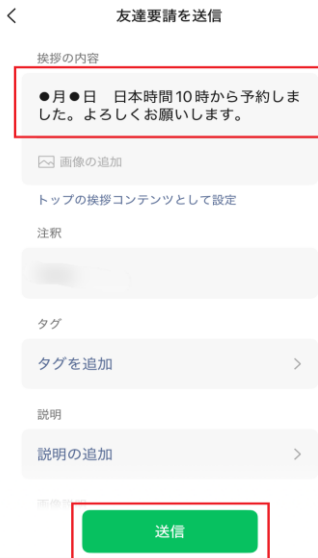 友達要請を送信
挨拶の内容
●月●日　日本時間10時から予約しま
した。よろしくお願いします。
画像の追加
トップの挨拶コンテンツとして設定
注釈
タグ
タグを追加
説明
説明の追加
送信